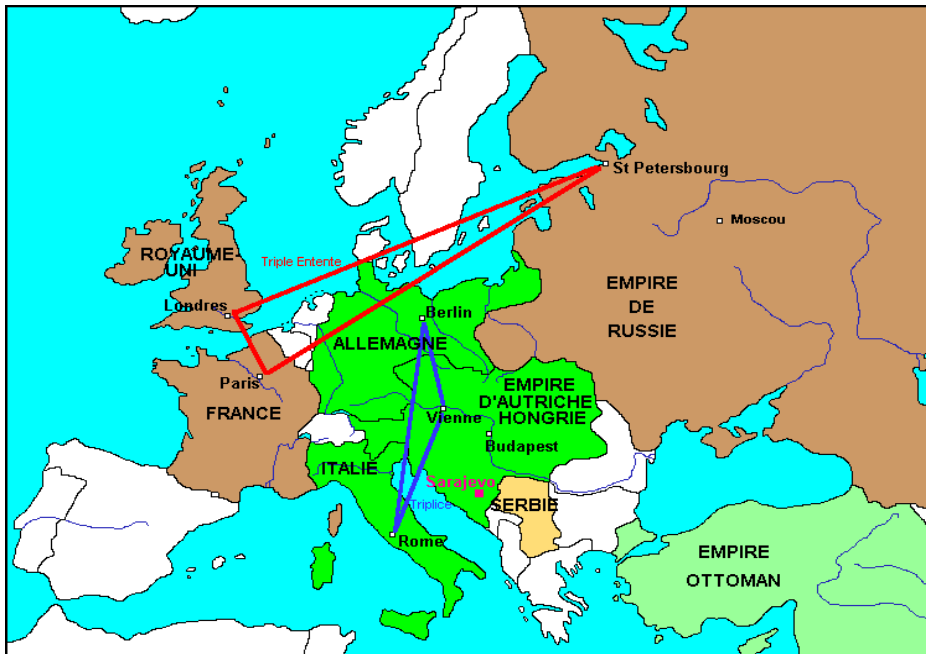 St Petersbourg
Moscou
ROYAUME-
UNI
Triple Entente
EMPIRE
DE
RUSSIE
Londres
Berlin
ALLEMAGNE
Paris
FRANCE
EMPIRE
D'AUTRICHE
HONGRIE
Vienne
Budapest
ITALIE
Sarajevo
Triplice
SERBIE
Rome
EMPIRE
OTTOMAN